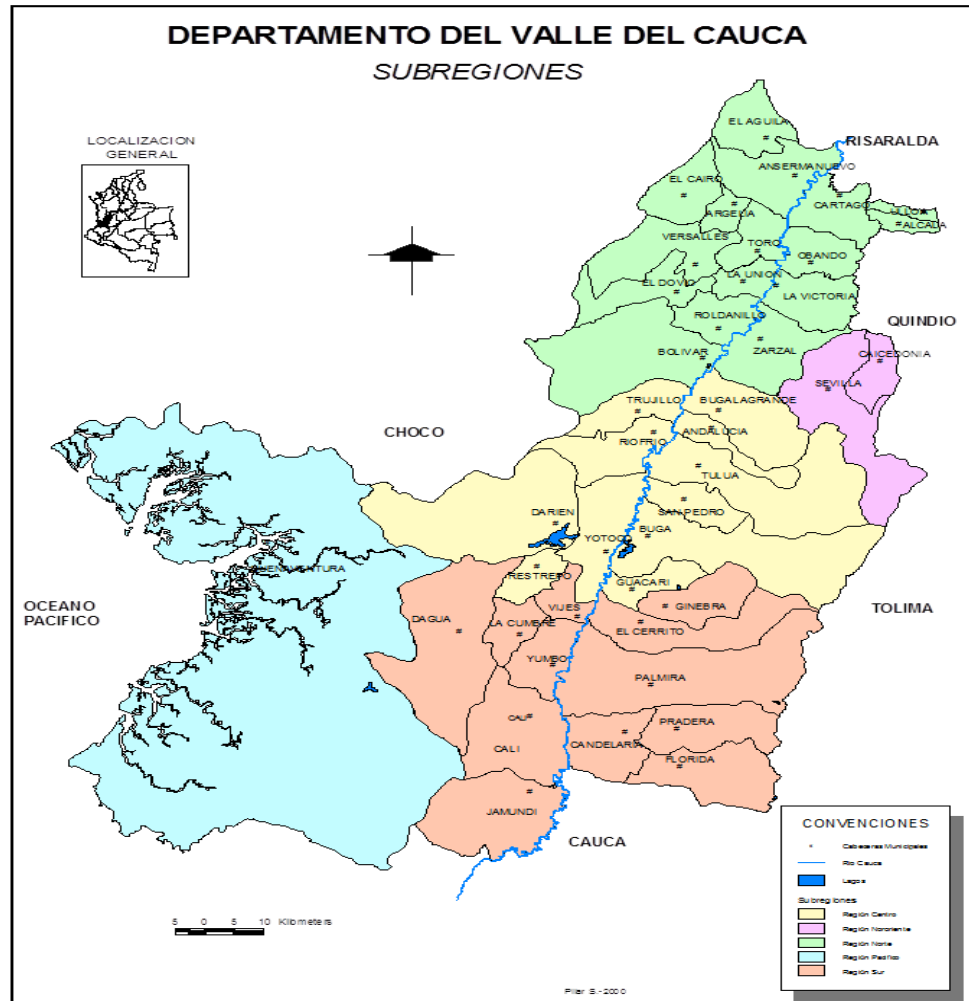 DEPARTAMENTO DEL VALLE DEL CAUCA
SUBREGIONES
LOCALIZACION
GENERAL
EL AGUILA
RISARALDA
ANSERMANUEVO
EL CAIRO
CARTAGO
ARGELIA
ULLOA
ALCALA
VERSALLES
TORO
OBANDO
LA UNION
EL DOVIO
LA VICTORIA
ROLDANILLO
QUINDIO
ZARZAL
BOLIVAR
CAICEDONIA
SEVILLA
TRUJILLO
BUGALAGRANDE
CHOCO
ANDALUCIA
RIOFRIO
TULUA
SAN PEDRO
DARIEN
BUGA
YOTOCO
RESTREPO
GUACARI
OCEANO
PACIFICO
VIJES
GINEBRA
TOLIMA
DAGUA
LA CUMBRE
EL CERRITO
YUMBO
PALMIRA
CALI
PRADERA
CANDELARIA
CALI
FLORIDA
JAMUNDI
CAUCA
CONVENCIONES
Cabeceras Municipales
Rio Cauca
Lagos
Subregiones
Región Centro
Región Nororiente
Región Norte
Región Pacifico
Región Sur
5 0 5 10 Kilometers
Pilar S.-2000